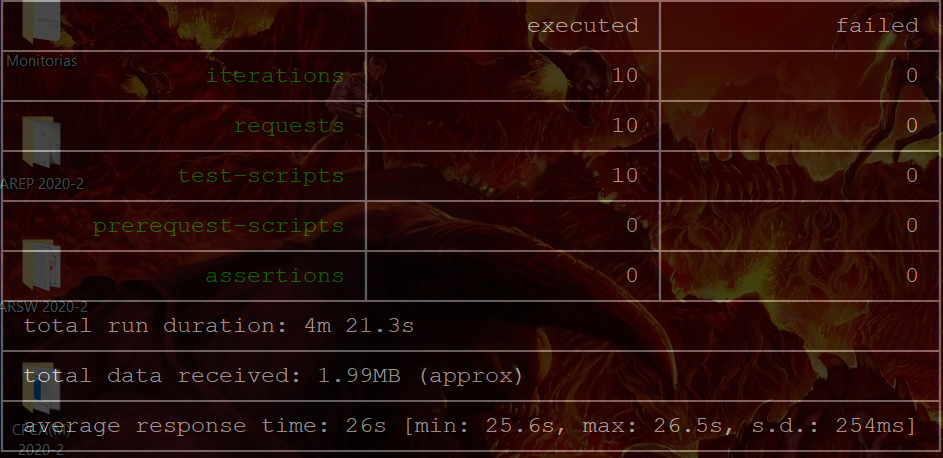 executed failed
Monitorias
iterations 10 0
requests 10 0
AREP 2020-2
test-scripts 10 0
prerequest-scripts 0 0
assertions 0 0
ARSW 2020-2
total run duration: 4m 21.3s
total data received: 1.99MB (approx)
average response time: 26s [min: 25.6s, max: 26.5s, s.d.: 254ms]
2020-2